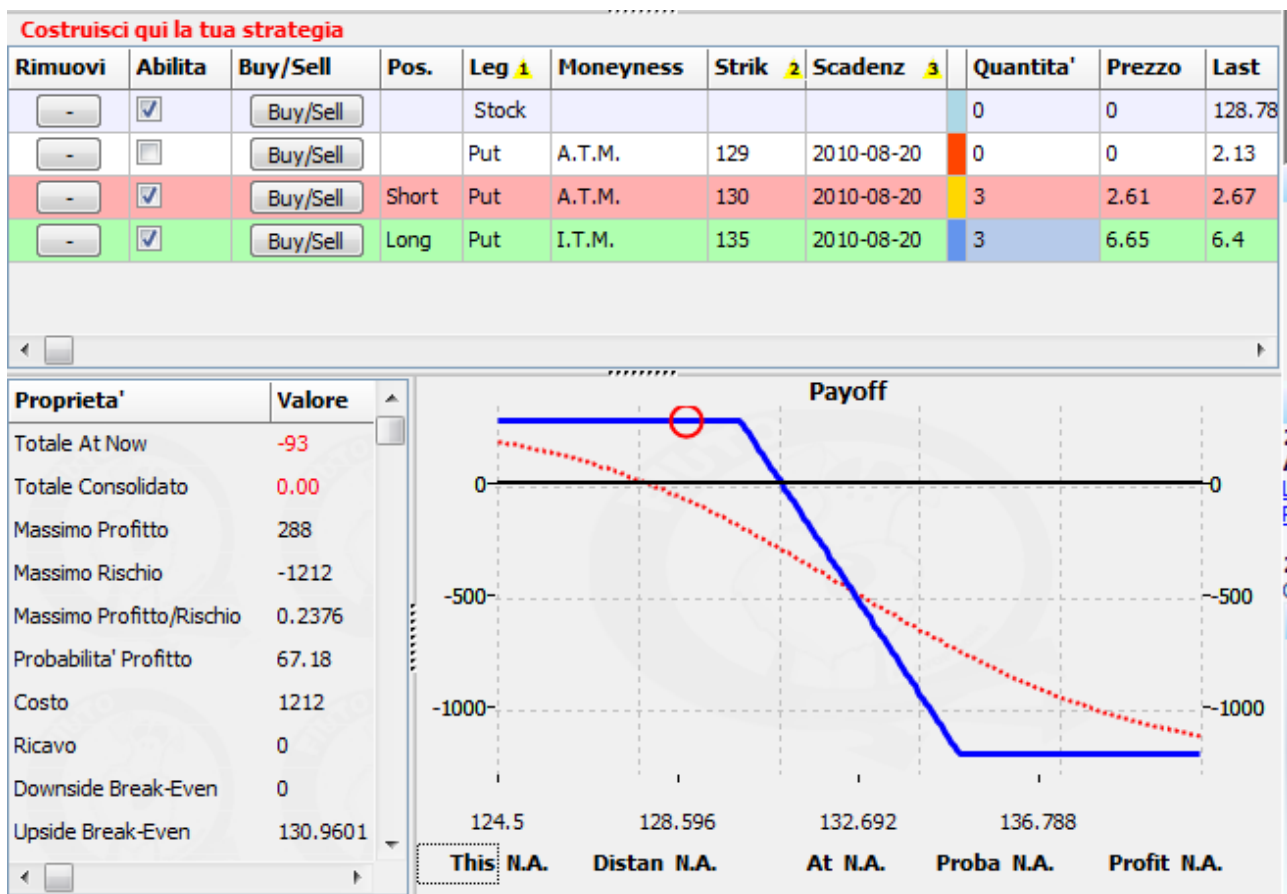 Costruisci qui la tua strategia
Rimuovi Abilita Buy/Sell Pos. Leg 1 Moneyness Strik 2 Scadenz 3 Quantita' Prezzo Last
- Buy/Sell Stock 0 0 128.78
- Buy/Sell Put A.T.M. 129 2010-08-20 0 0 2.13
- Buy/Sell Short Put A.T.M. 130 2010-08-20 3 2.61 2.67
- Buy/Sell Long Put I.T.M. 135 2010-08-20 3 6.65 6.4
Proprieta' Valore
Totale At Now -93
Totale Consolidato 0.00
Massimo Profitto 288
Massimo Rischio -1212
Massimo Profitto/Rischio 0.2376
Probabilita' Profitto 67.18
Costo 1212
Ricavo 0
Downside Break-Even 0
Upside Break-Even 130.9601
Payoff
0 0
-500 -500
-1000 -1000
124.5 128.596 132.692 136.788
This N.A. Distan N.A. At N.A. Proba N.A. Profit N.A.